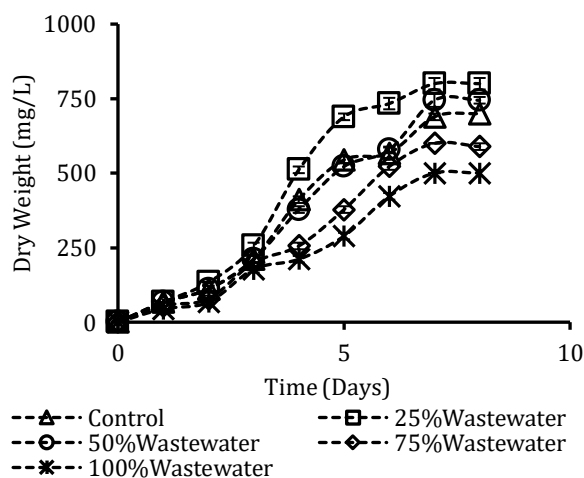 1000
750
500
250
0
Dry Weight (mg/L)
0 5 10
Time (Days)
Control 25%Wastewater
50%Wastewater 75%Wastewater
100%Wastewater